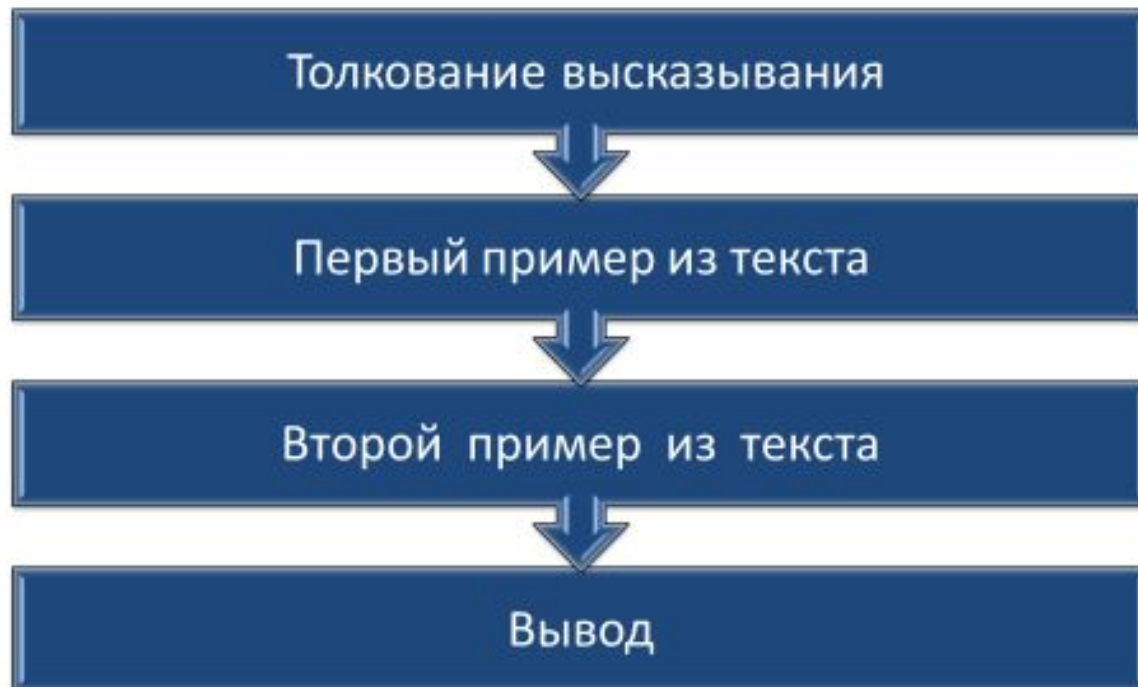 Толкование высказывания
Первый пример из текста
Второй пример из текста
Вывод